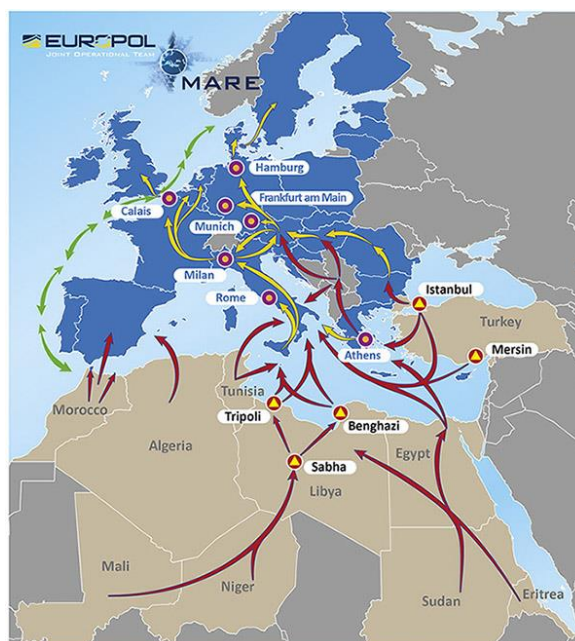 EUROPOL
JOINT OPERATIONAL TEAM
MARE
Hamburg
Calais
Frankfurt am Main
Munich
Milan
Rome
Istanbul
Turkey
Athens
Mersin
Morocco
Tunisia
Algeria
Tripoli
Benghazi
Egypt
Sabha
Libya
Mali
Niger
Sudan
Eritrea